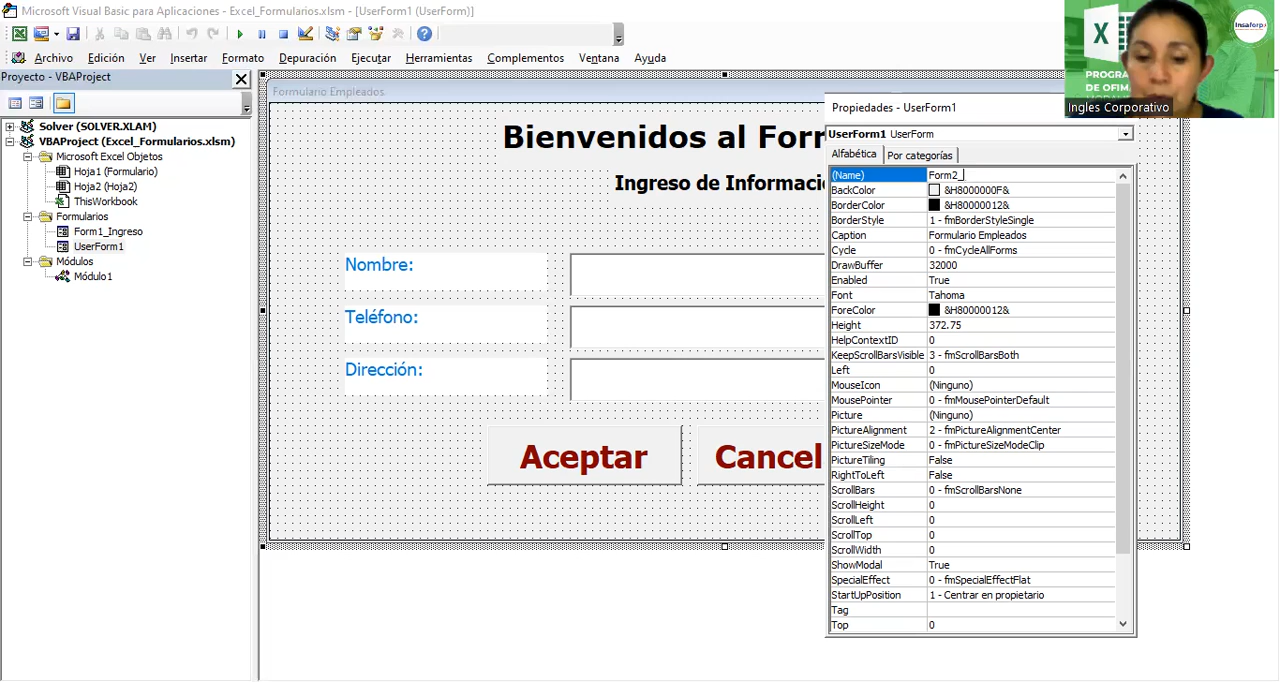 Microsoft Visual Basic para Aplicaciones - Excel_Formularios.xlsm - [UserForm1 (UserForm)]
Archivo Edición Ver Insertar Formato Depuración Ejecutar Herramientas Complementos Ventana Ayuda
Proyecto - VBAProject
Solver (SOLVER.XLAM)
VBAProject (Excel_Formularios.xlsm)
Microsoft Excel Objetos
Hoja1 (Formulario)
Hoja2 (Hoja2)
ThisWorkbook
Formularios
Form1_Ingreso
UserForm1
Módulos
Módulo1
Formulario Empleados
Bienvenidos al Form
Ingreso de Informaci
Nombre:
Teléfono:
Dirección:
Aceptar
Cancel
Propiedades - UserForm1
UserForm1 UserForm
Alfabética Por categorías
(Name) Form2_
BackColor &H8000000F&
BorderColor &H80000012&
BorderStyle 1 - fmBorderStyleSingle
Caption Formulario Empleados
Cycle 0 - fmCycleAllForms
DrawBuffer 32000
Enabled True
Font Tahoma
ForeColor &H80000012&
Height 372.75
HelpContextID 0
KeepScrollBarsVisible 3 - fmScrollBarsBoth
Left 0
MouseIcon (Ninguno)
MousePointer 0 - fmMousePointerDefault
Picture (Ninguno)
PictureAlignment 2 - fmPictureAlignmentCenter
PictureSizeMode 0 - fmPictureSizeModeClip
PictureTiling False
RightToLeft False
ScrollBars 0 - fmScrollBarsNone
ScrollHeight 0
ScrollLeft 0
ScrollTop 0
ScrollWidth 0
ShowModal True
SpecialEffect 0 - fmSpecialEffectFlat
StartUpPosition 1 - Centrar en propietario
Tag
Top 0
X
Insaforp
PROGRA
DE OFIM
Ingles Corporativo